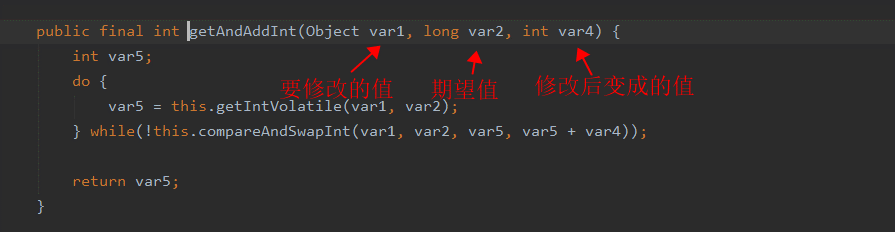 public final int getAndAddInt(Object var1, long var2, int var4) {
int var5;
do {
要修改的值 期望值 修改后变成的值
var5 = this.getIntVolatile(var1, var2);
} while(!this.compareAndSwapInt(var1, var2, var5, var5 + var4));
return var5;
}